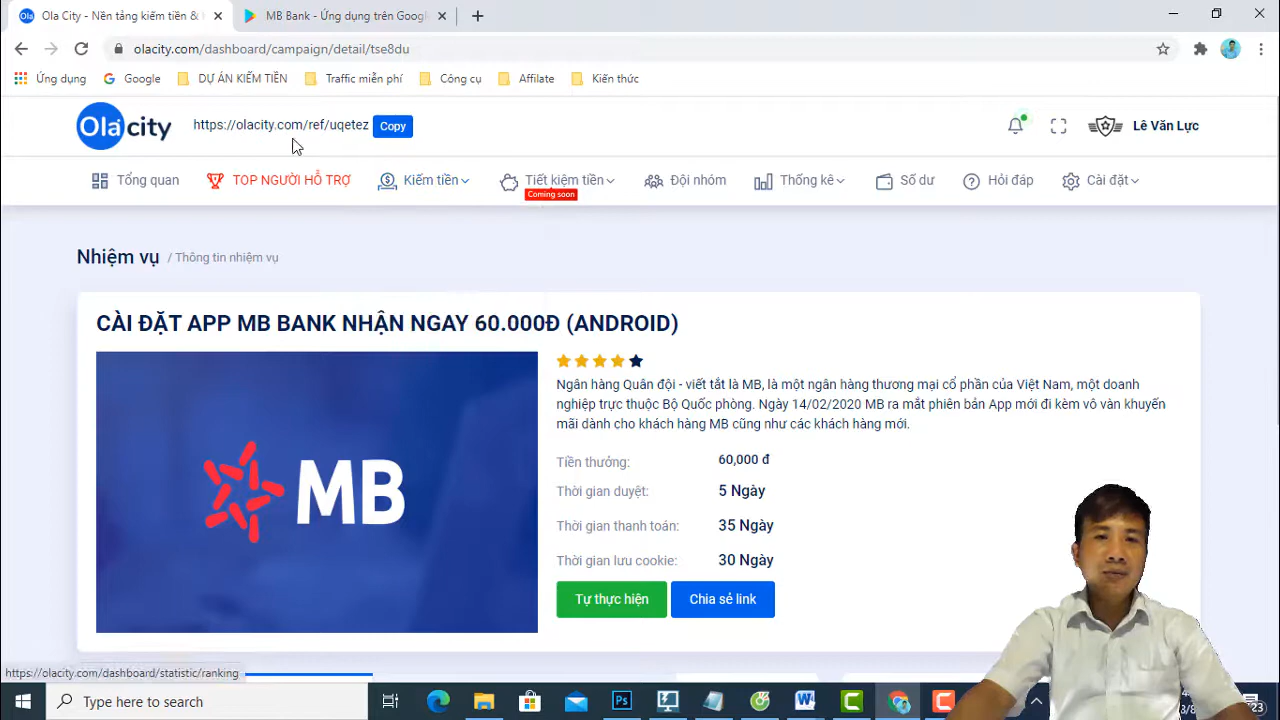 Ola City - Nền tảng kiếm tiền &
MB Bank - Ứng dụng trên Google
olacity.com/dashboard/campaign/detail/tse8du
Ứng dụng
Google
DỰ ÁN KIẾM TIỀN
Traffic miễn phí
Công cụ
Affilate
Kiến thức
Olacity
https://olacity.com/ref/uqetez
Copy
Lê Văn Lực
Tổng quan
TOP NGƯỜI HỖ TRỢ
Kiếm tiền
Tiết kiệm tiền
Coming soon
Đội nhóm
Thống kê
Số dư
Hỏi đáp
Cài đặt
Nhiệm vụ / Thông tin nhiệm vụ
CÀI ĐẶT APP MB BANK NHẬN NGAY 60.000Đ (ANDROID)
MB
Ngân hàng Quân đội - viết tắt là MB, là một ngân hàng thương mại cổ phần của Việt Nam, một doanh
nghiệp trực thuộc Bộ Quốc phòng. Ngày 14/02/2020 MB ra mắt phiên bản App mới đi kèm vô vàn khuyến
mãi dành cho khách hàng MB cũng như các khách hàng mới.
Tiền thưởng: 60,000 đ
Thời gian duyệt: 5 Ngày
Thời gian thanh toán: 35 Ngày
Thời gian lưu cookie: 30 Ngày
Tự thực hiện
Chia sẻ link
https://olacity.com/dashboard/statistic/ranking
Type here to search
23